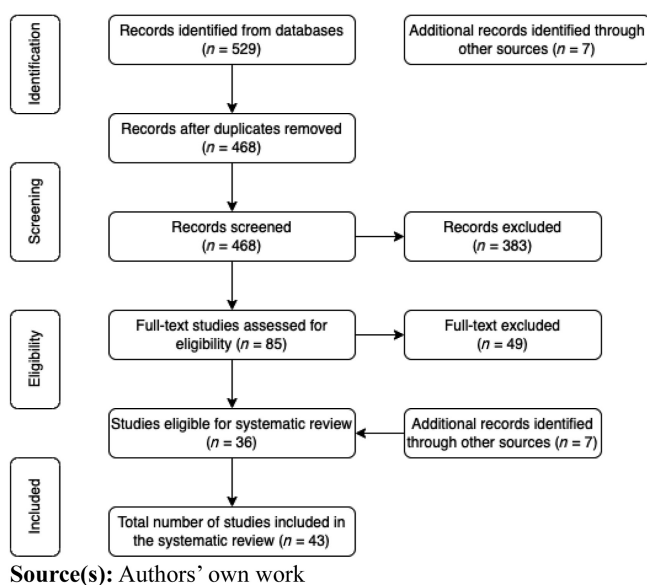 Identification
Records identified from databases
(n = 529)
Additional records identified through
other sources (n = 7)
Records after duplicates removed
(n = 468)
Screening
Records screened
(n = 468)
Records excluded
(n = 383)
Eligibility
Full-text studies assessed for
eligibility (n = 85)
Full-text excluded
(n = 49)
Studies eligible for systematic review
(n = 36)
Additional records identified
through other sources (n = 7)
Included
Total number of studies included in
the systematic review (n = 43)
Source(s): Authors' own work